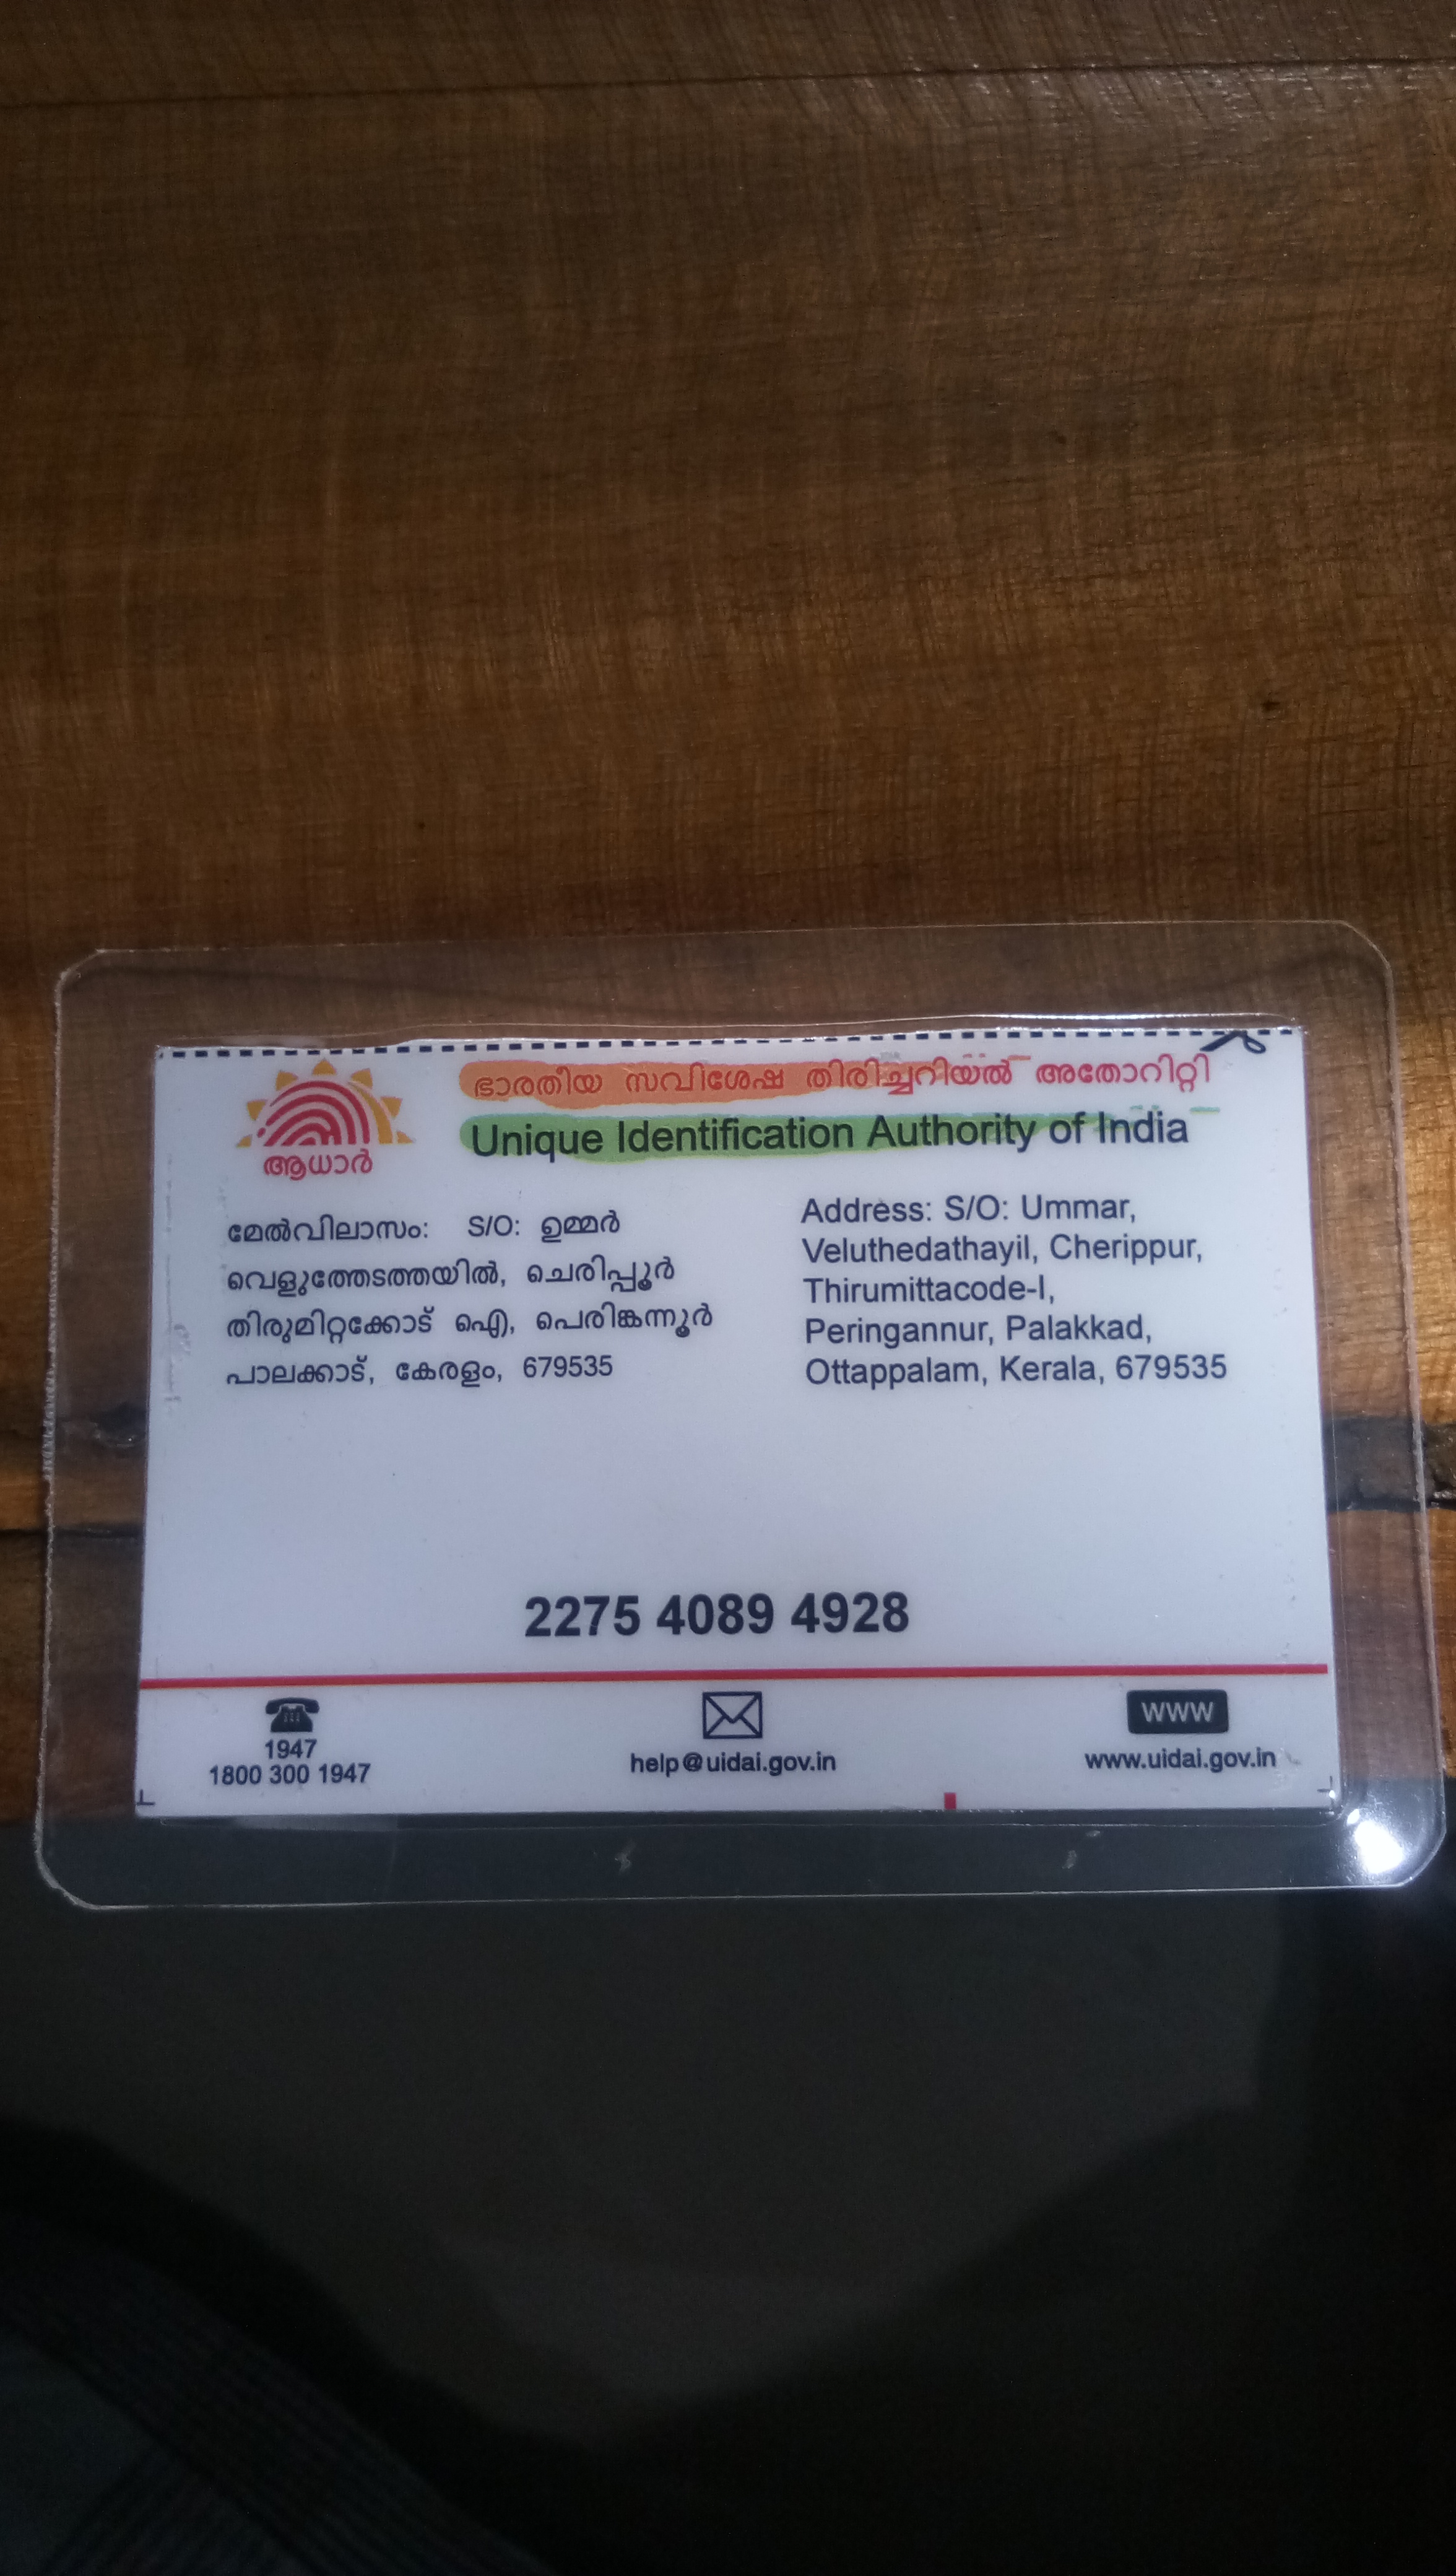 ഭാരതീയ സവിശേഷ തിരിച്ചറിയൽ അതോറിറ്റി
Unique Identification Authority of India
ആധാർ
മേൽവിലാസം: S/O: ഉമ്മർ
വെളുത്തേടത്തയിൽ, ചെരിപ്പൂർ
തിരുമിറ്റക്കോട് ഐ, പെരിങ്കന്നൂർ
പാലക്കാട്, കേരളം, 679535
Address: S/O: Ummar,
Veluthedathayil, Cherippur,
Thirumittacode-I,
Peringannur, Palakkad,
Ottappalam, Kerala, 679535
2275 4089 4928
1947
1800 300 1947
help@uidai.gov.in
WWW
www.uidai.gov.in